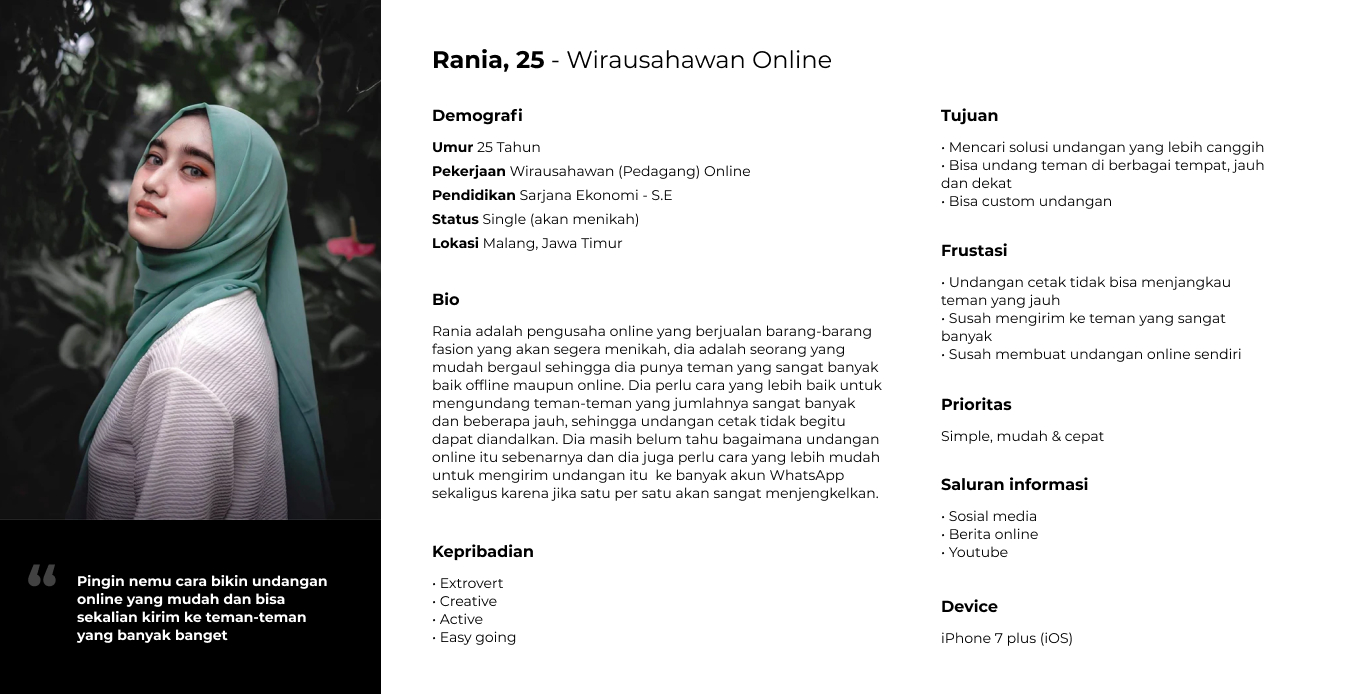 Rania, 25 - Wirausahawan Online
Demografi
Umur 25 Tahun
Pekerjaan Wirausahawan (Pedagang) Online
Pendidikan Sarjana Ekonomi - S.E
Status Single (akan menikah)
Lokasi Malang, Jawa Timur
Bio
Rania adalah pengusaha online yang berjualan barang-barang
fasion yang akan segera menikah, dia adalah seorang yang
mudah bergaul sehingga dia punya teman yang sangat banyak
baik offline maupun online. Dia perlu cara yang lebih baik untuk
mengundang teman-teman yang jumlahnya sangat banyak
dan beberapa jauh, sehingga undangan cetak tidak begitu
dapat diandalkan. Dia masih belum tahu bagaimana undangan
online itu sebenarnya dan dia juga perlu cara yang lebih mudah
untuk mengirim undangan itu  ke banyak akun WhatsApp
sekaligus karena jika satu per satu akan sangat menjengkelkan.
Kepribadian
• Extrovert
• Creative
• Active
• Easy going
Tujuan
• Mencari solusi undangan yang lebih canggih
• Bisa undang teman di berbagai tempat, jauh
dan dekat
• Bisa custom undangan
Frustasi
• Undangan cetak tidak bisa menjangkau
teman yang jauh
• Susah mengirim ke teman yang sangat
banyak
• Susah membuat undangan online sendiri
Prioritas
Simple, mudah & cepat
Saluran informasi
• Sosial media
• Berita online
• Youtube
Device
iPhone 7 plus (iOS)
“
Pingin nemu cara bikin undangan
online yang mudah dan bisa
sekalian kirim ke teman-teman
yang banyak banget